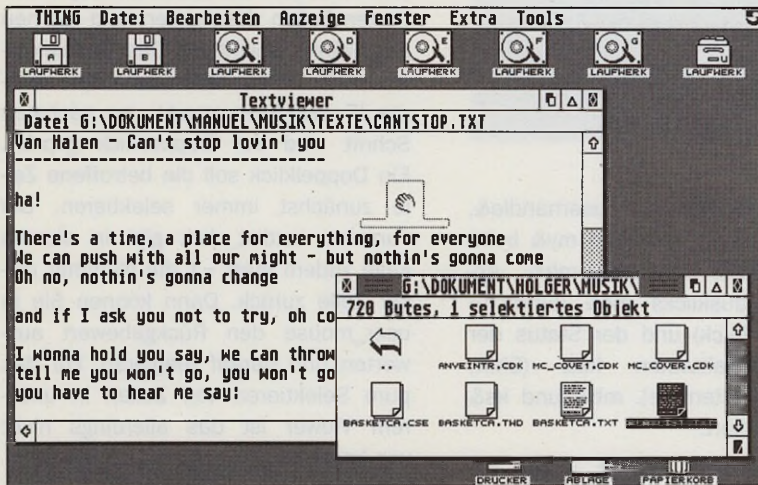 THING Datei Bearbeiten Anzeige Fenster Extra Tools
A B C D E F G U
LAUFWERK LAUFWERK LAUFWERK LAUFWERK LAUFWERK LAUFWERK LAUFWERK LAUFWERK
Textviewer
Datei G:\DOKUMENT\MANUEL\MUSIK\TEXTE\CANTSTOP.TXT
Van Halen - Can't stop lovin' you
ha!
There's a time, a place for everything, for everyone
We can push with all our might - but nothin's gonna come
Oh no, nothin's gonna change
and if I ask you not to try, oh co
I wonna hold you say, we can throw
tell me you won't go, you won't go
you have to hear me say:
G:\DOKUMENT\HOLGER\MUSIK\
728 Bytes, 1 selektiertes Objekt
.. ANVEINTR.CDK MC_COVE1.CDK MC_COVER.CDK
BASKETCA.CSE BASKETCA.THD BASKETCA.TXT
DRUCKER ABLAGE PAPIERKORB